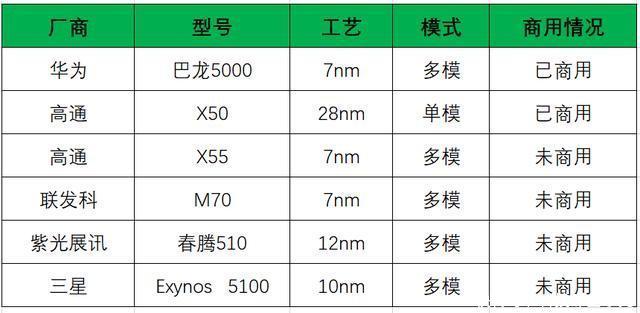 厂商 型号 工艺 模式 商用情况
华为 巴龙5000 7nm 多模 已商用
高通 X50 28nm 单模 已商用
高通 X55 7nm 多模 未商用
联发科 M70 7nm 多模 未商用
紫光展讯 春腾510 12nm 多模 未商用
三星 Exynos 5100 10nm 多模 未商用